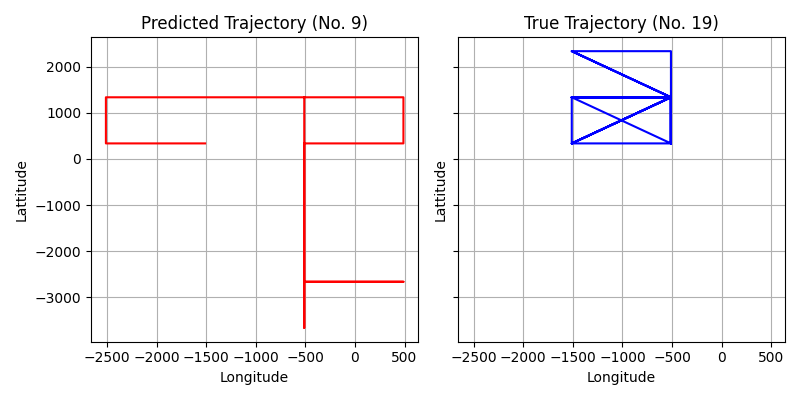 Predicted Trajectory (No. 9)
True Trajectory (No. 19)
2000
1000
0
−1000
−2000
−3000
Lattitude
Lattitude
−2500 −2000 −1500 −1000 −500 0 500
−2500 −2000 −1500 −1000 −500 0 500
Longitude
Longitude